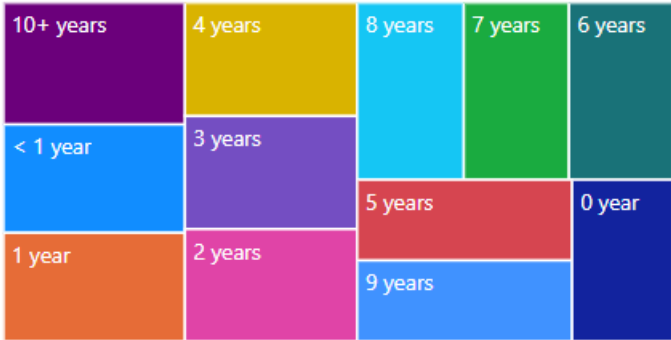 10+ years
< 1 year
1 year
4 years
3 years
2 years
8 years
7 years
6 years
5 years
9 years
0 year